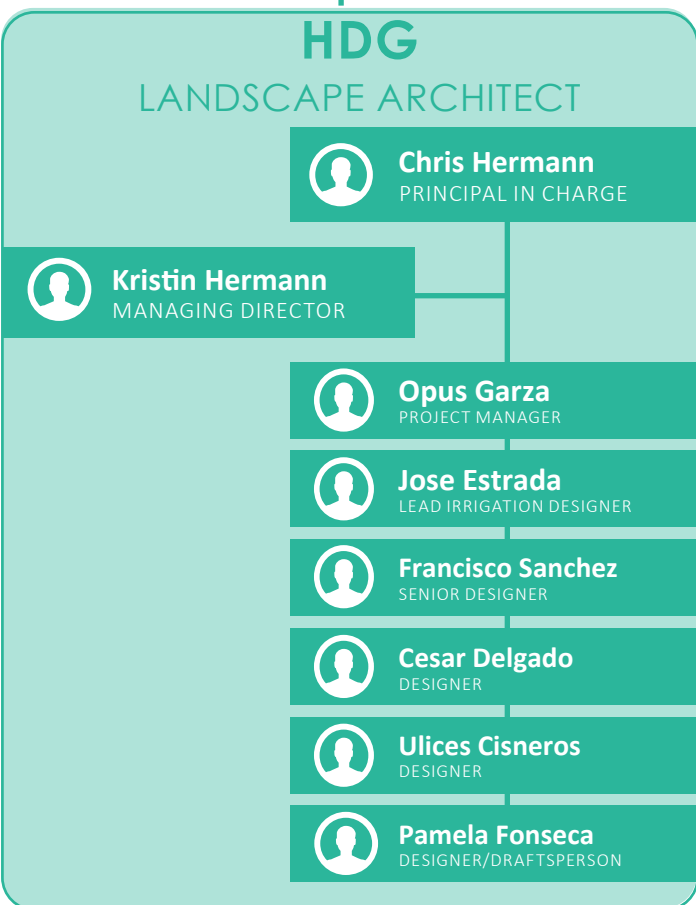 HDG
LANDSCAPE ARCHITECT
Chris Hermann
PRINCIPAL IN CHARGE
Kristin Hermann
MANAGING DIRECTOR
Opus Garza
PROJECT MANAGER
Jose Estrada
LEAD IRRIGATION DESIGNER
Francisco Sanchez
SENIOR DESIGNER
Cesar Delgado
DESIGNER
Ulices Cisneros
DESIGNER
Pamela Fonseca
DESIGNER/DRAFTSPERSON